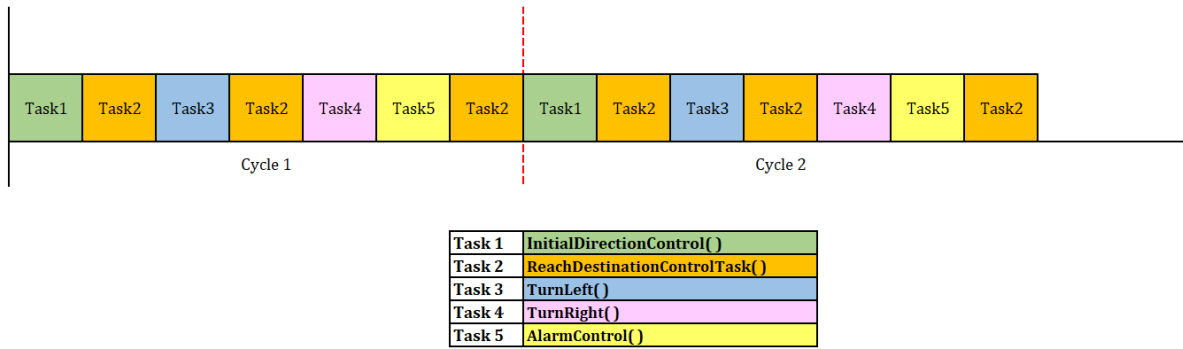 Task1 Task2 Task3 Task2 Task4 Task5 Task2 Task1 Task2 Task3 Task2 Task4 Task5 Task2
Cycle 1 Cycle 2
Task 1 InitialDirectionControl( )
Task 2 ReachDestinationControlTask( )
Task 3 TurnLeft( )
Task 4 TurnRight( )
Task 5 AlarmControl( )